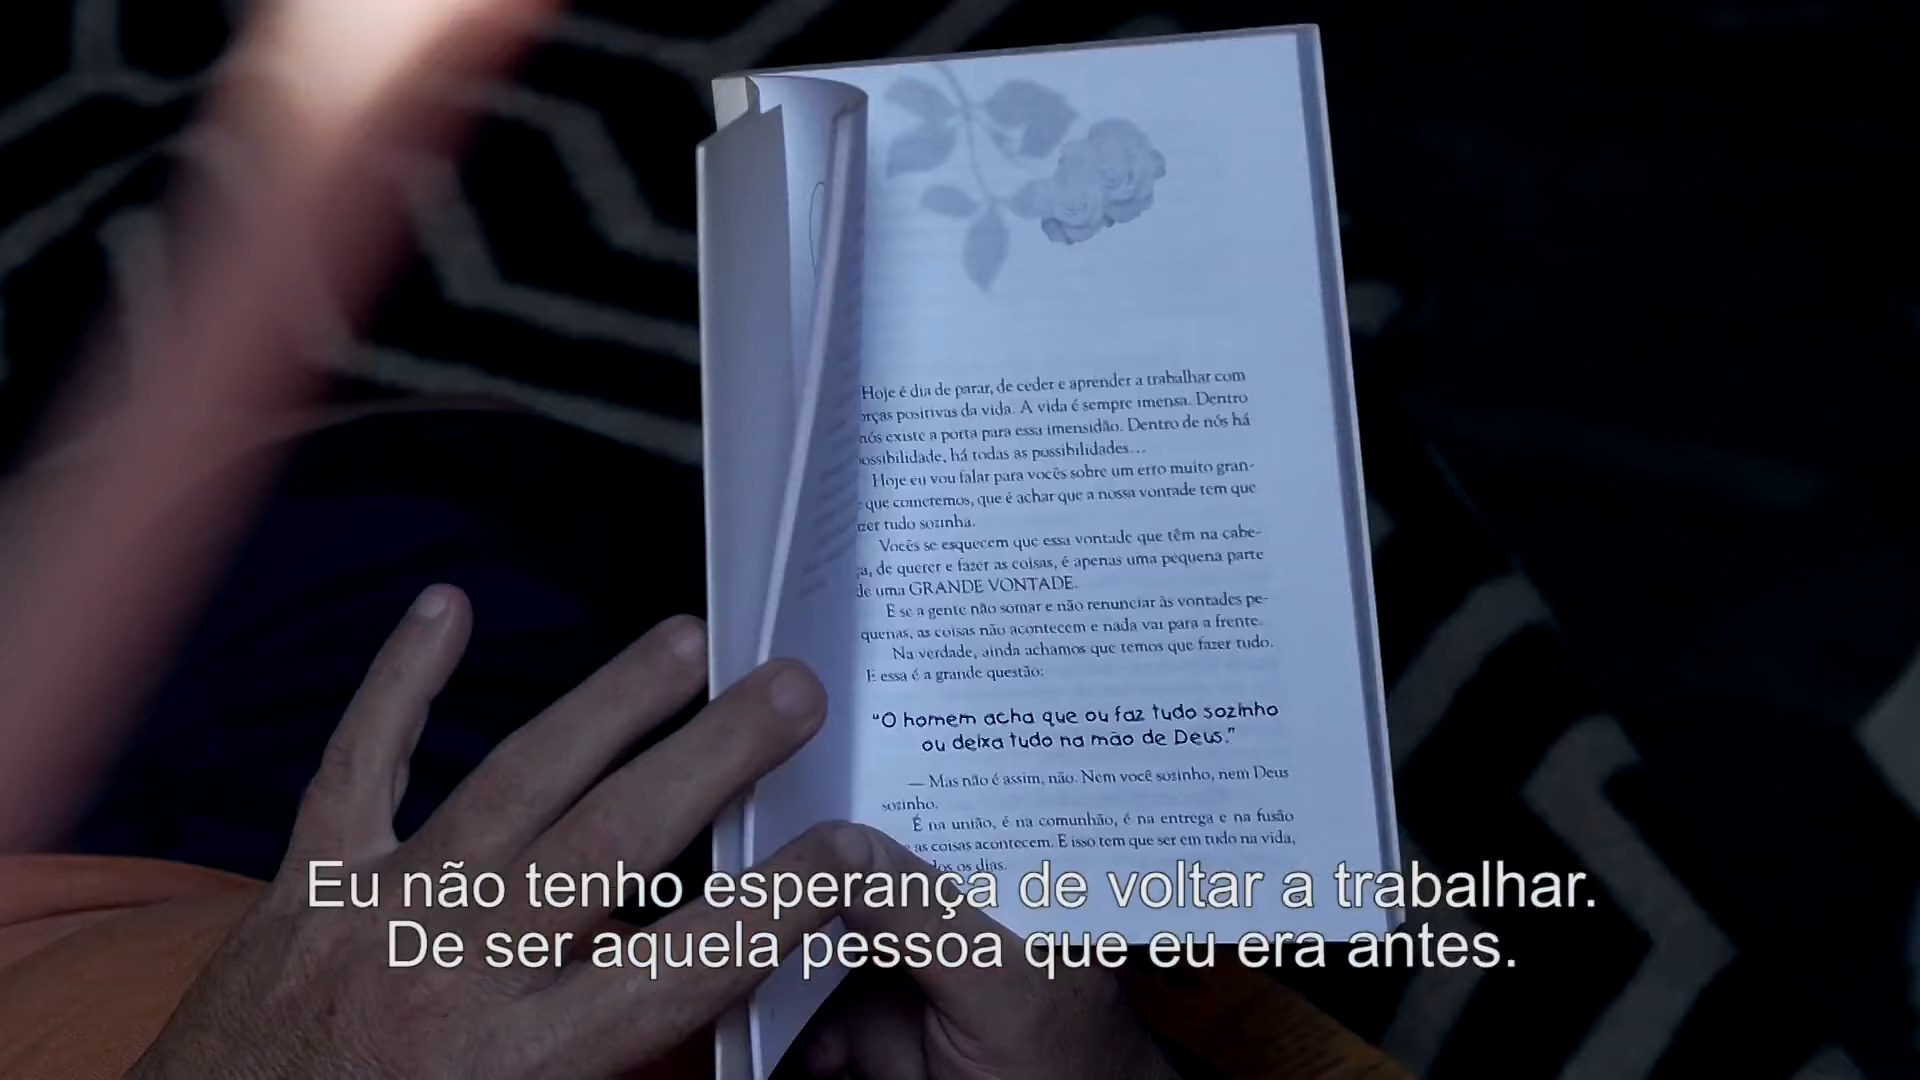 Hoje é dia de parar, de ceder e aprender a trabalhar com
positivas da vida. A vida é sempre imensa. Dentro
nós existe a porta para essa imensidão. Dentro de nós há
há todas as possibilidades...
Hoje eu vou falar para vocês sobre um erro muito gran-
que cometemos, que é achar que a nossa vontade tem que
zer tudo sozinha.
Vocês se esquecem que essa vontade que têm na cabe-
ça, de querer e fazer as coisas, é apenas uma pequena parte
de uma GRANDE VONTADE.
E se a gente não somar e não renunciar às vontades pe-
quenas, as coisas não acontecem e nada vai para a frente.
Na verdade, ainda achamos que temos que fazer tudo.
E essa é a grande questão:
"O homem acha que ou faz tudo sozinho
ou deixa tudo na mão de Deus."
— Mas não é assim, não. Nem você sozinho, nem Deus
sozinho.
É na união, é na comunhão, é na entrega e na fusão
as coisas acontecem. E isso tem que ser em tudo na vida,
os dias.
Eu não tenho esperança de voltar a trabalhar.
De ser aquela pessoa que eu era antes.